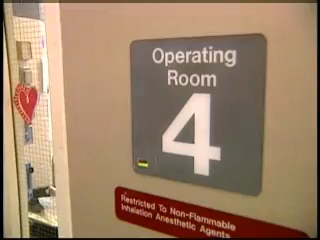 Operating
Room
4
Restricted To Non-Flammable
Inhalation Anesthetic Agents